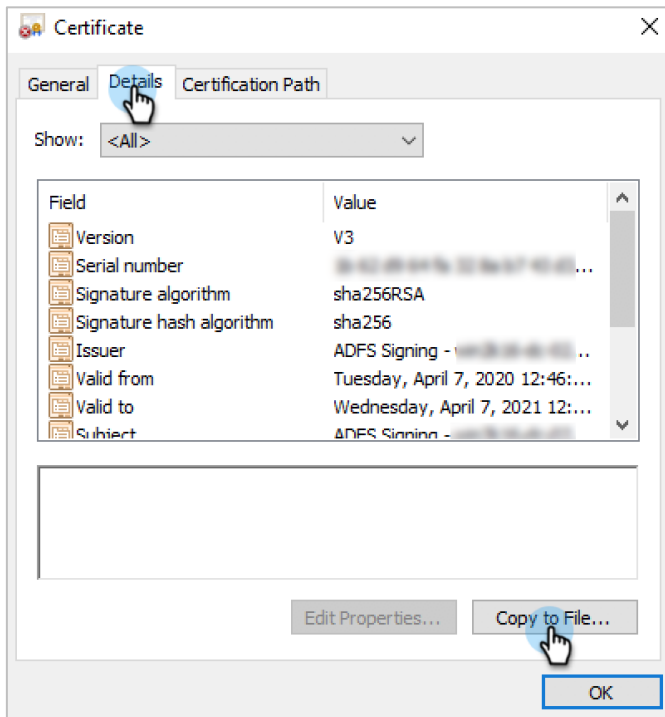 Certificate
General Details Certification Path
Show: <All>
Field Value
Version V3
Serial number ...
Signature algorithm sha256RSA
Signature hash algorithm sha256
Issuer ADFS Signing - ...
Valid from Tuesday, April 7, 2020 12:46:...
Valid to Wednesday, April 7, 2021 12:...
Subject ADFS Signing -
Edit Properties... Copy to File...
OK